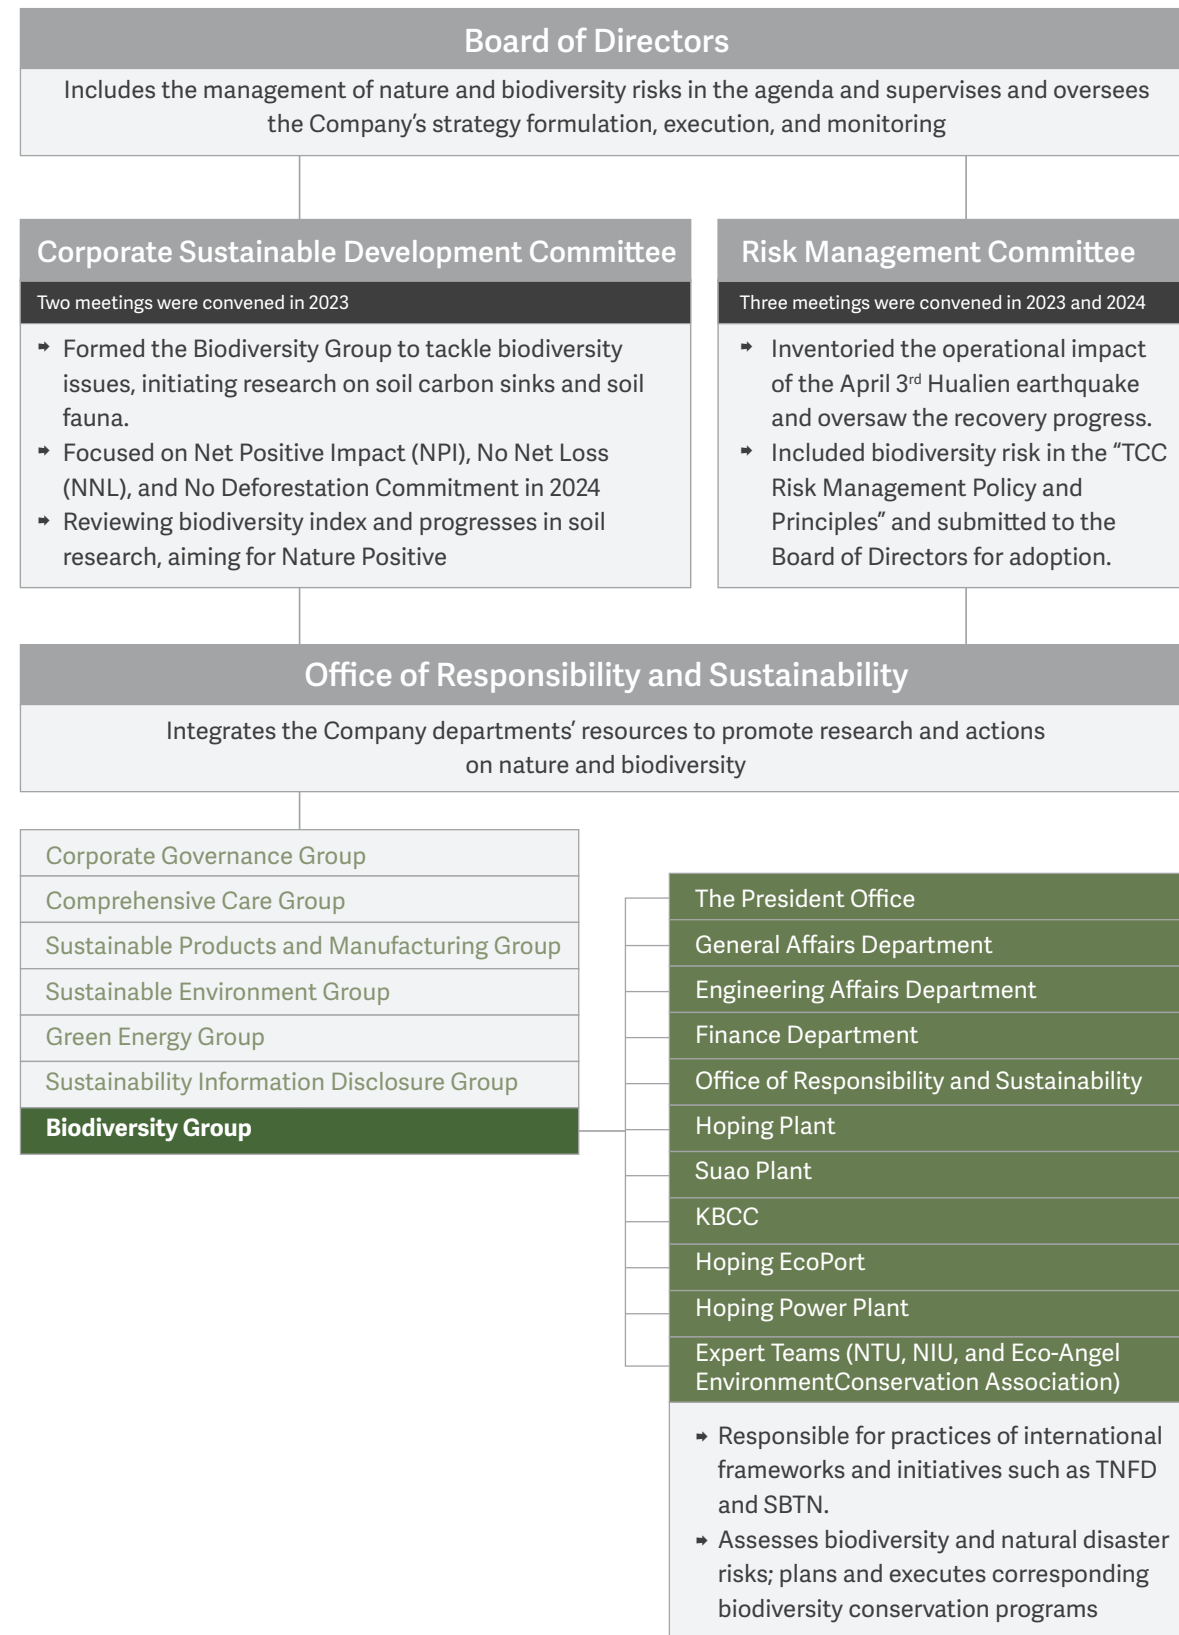 Board of Directors
Includes the management of nature and biodiversity risks in the agenda and supervises and oversees
the Company's strategy formulation, execution, and monitoring
Corporate Sustainable Development Committee
Two meetings were convened in 2023
➡ Formed the Biodiversity Group to tackle biodiversity
issues, initiating research on soil carbon sinks and soil
fauna.
➡ Focused on Net Positive Impact (NPI), No Net Loss
(NNL), and No Deforestation Commitment in 2024
➡ Reviewing biodiversity index and progresses in soil
research, aiming for Nature Positive
Risk Management Committee
Three meetings were convened in 2023 and 2024
➡ Inventoried the operational impact
of the April 3rd Hualien earthquake
and oversaw the recovery progress.
➡ Included biodiversity risk in the "TCC
Risk Management Policy and
Principles" and submitted to the
Board of Directors for adoption.
Office of Responsibility and Sustainability
Integrates the Company departments' resources to promote research and actions
on nature and biodiversity
Corporate Governance Group
Comprehensive Care Group
Sustainable Products and Manufacturing Group
Sustainable Environment Group
Green Energy Group
Sustainability Information Disclosure Group
Biodiversity Group
The President Office
General Affairs Department
Engineering Affairs Department
Finance Department
Office of Responsibility and Sustainability
Hoping Plant
Suao Plant
KBCC
Hoping EcoPort
Hoping Power Plant
Expert Teams (NTU, NIU, and Eco-Angel
EnvironmentConservation Association)
➡ Responsible for practices of international
frameworks and initiatives such as TNFD
and SBTN.
➡ Assesses biodiversity and natural disaster
risks; plans and executes corresponding
biodiversity conservation programs